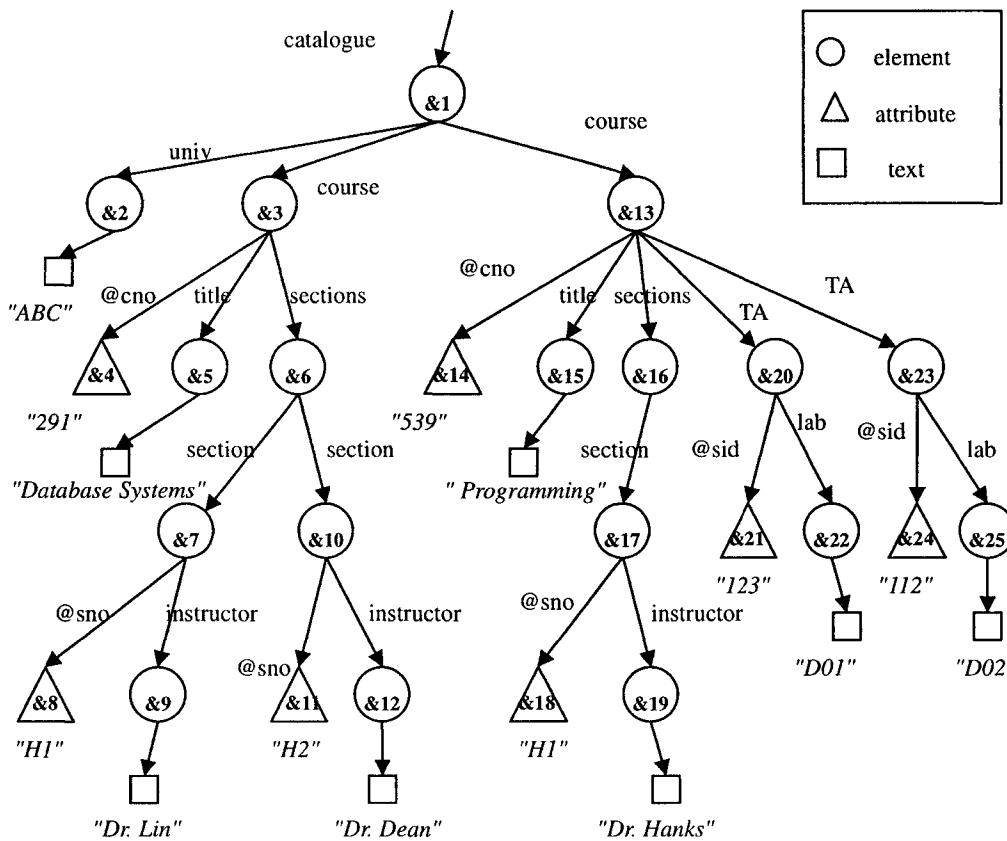 catalogue
&1
element
attribute
text
univ
course
course
&2
&3
&13
"ABC"
@cno
title
sections
@cno
title
sections
TA
TA
&4
&5
&6
&14
&15
&16
&20
&23
"291"
"539"
"Database Systems"
section
section
" Programming"
section
@sid
lab
@sid
lab
&7
&10
&17
&21
&22
&24
&25
"123"
"112"
@sno
instructor
@sno
instructor
@sno
instructor
"D01"
"D02
&8
&9
&11
&12
&18
&19
"H1"
"H2"
"H1"
"Dr. Lin"
"Dr. Dean"
"Dr. Hanks"